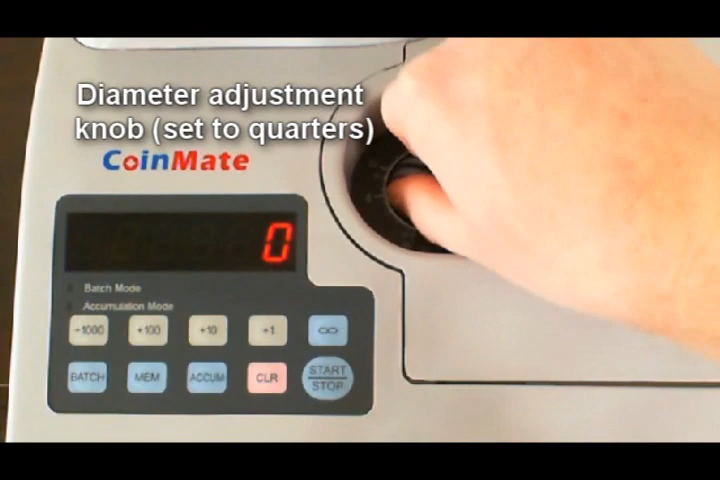 Diameter adjustment
knob (set to quarters)
CoinMate
0
Batch Mode
Accumulation Mode
+1000 +100 +10 +1 ∞
BATCH MEM ACCUM CLR START
STOP